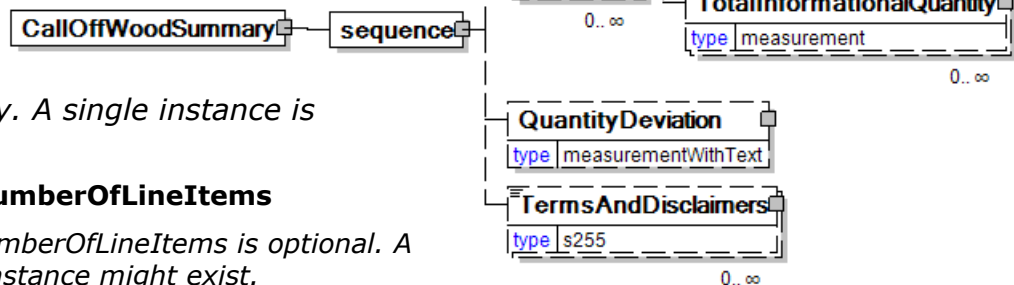 TotalInformationalQuantity
0.. ∞
CallOffWoodSummary
sequence
type measurement
0.. ∞
y. A single instance is
QuantityDeviation
type measurementWithText
umberOfLineItems
TermsAndDisclaimers
mberOfLineItems is optional. A
type s255
nstance might exist.
0.. ∞